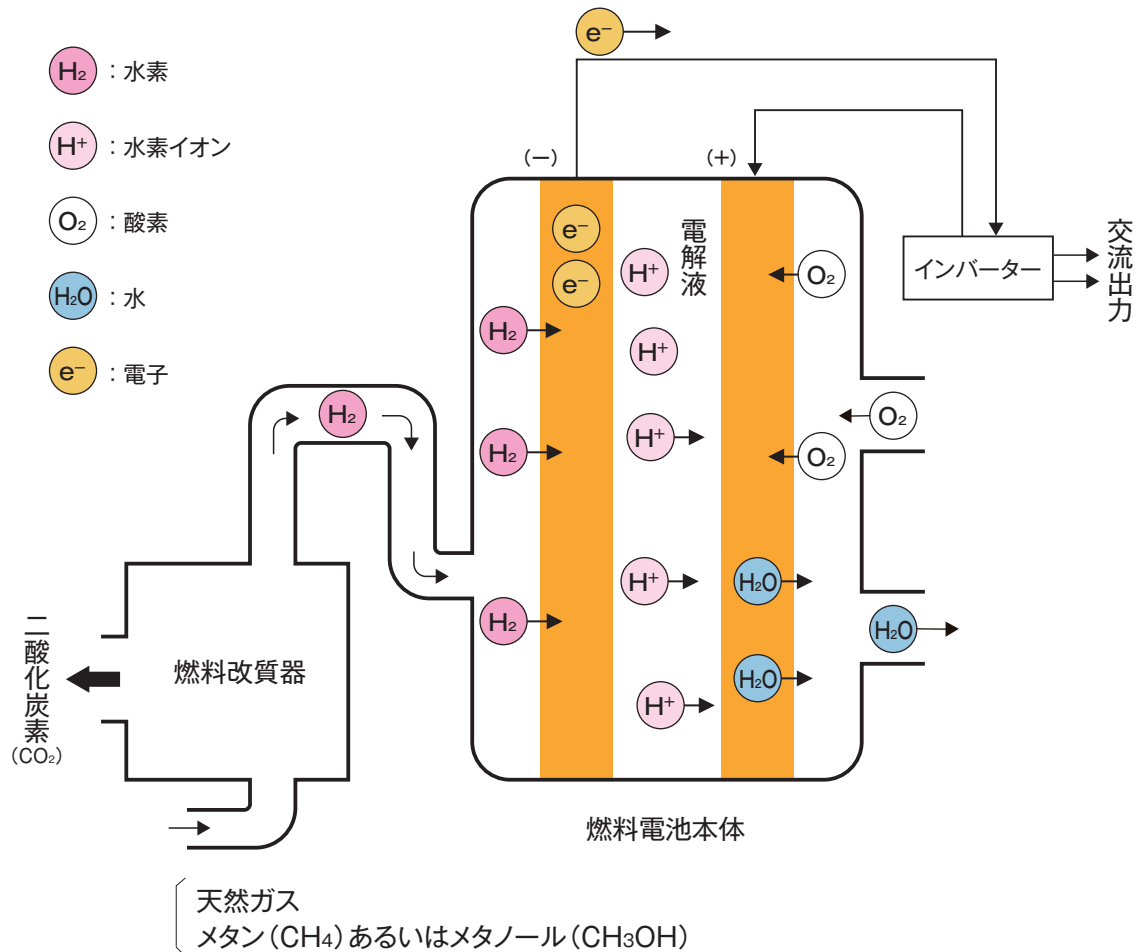 H₂ : 水素
H⁺ : 水素イオン
O₂ : 酸素
H₂O : 水
e⁻ : 電子
e⁻
(−)
(+)
e⁻
e⁻
電解液
H⁺
H⁺
H⁺
H⁺
H⁺
H₂
H₂
H₂
H₂
O₂
O₂
O₂
H₂O
H₂O
H₂O
インバーター
交流出力
燃料改質器
二酸化炭素
(CO₂)
燃料電池本体
天然ガス
メタン(CH₄)あるいはメタノール(CH₃OH)